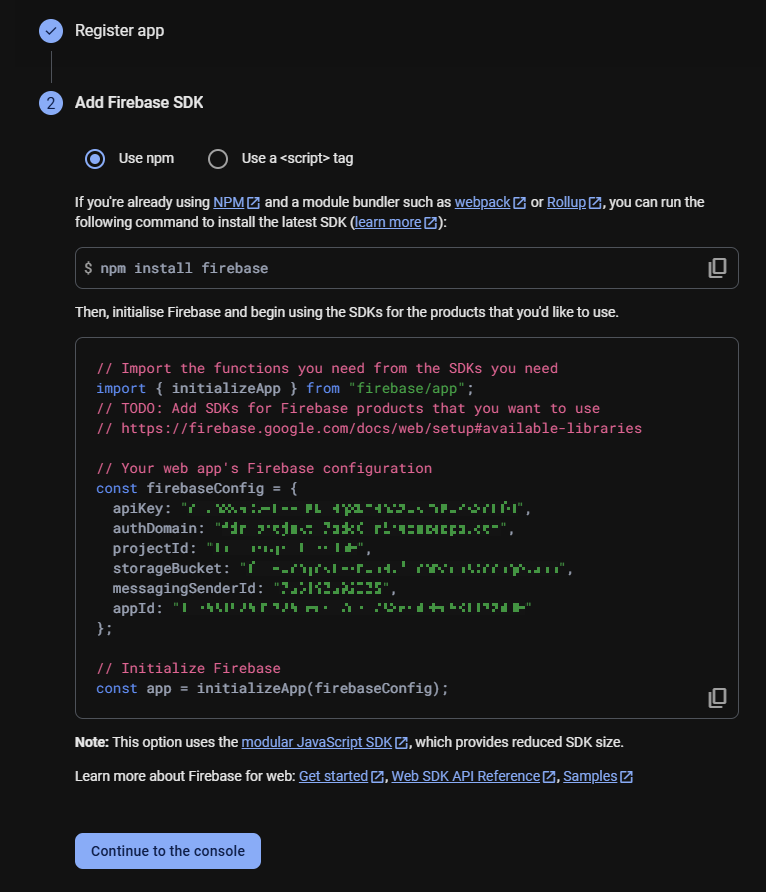 Register app
2 Add Firebase SDK
Use npm Use a <script> tag
If you're already using NPM and a module bundler such as webpack or Rollup, you can run the
following command to install the latest SDK (learn more):
$ npm install firebase
Then, initialise Firebase and begin using the SDKs for the products that you'd like to use.
// Import the functions you need from the SDKs you need
import { initializeApp } from "firebase/app";
// TODO: Add SDKs for Firebase products that you want to use
// https://firebase.google.com/docs/web/setup#available-libraries
// Your web app's Firebase configuration
const firebaseConfig = {
apiKey: "",
authDomain: "",
projectId: "",
storageBucket: "",
messagingSenderId: "",
appId: ""
};
// Initialize Firebase
const app = initializeApp(firebaseConfig);
Note: This option uses the modular JavaScript SDK, which provides reduced SDK size.
Learn more about Firebase for web: Get started, Web SDK API Reference, Samples
Continue to the console